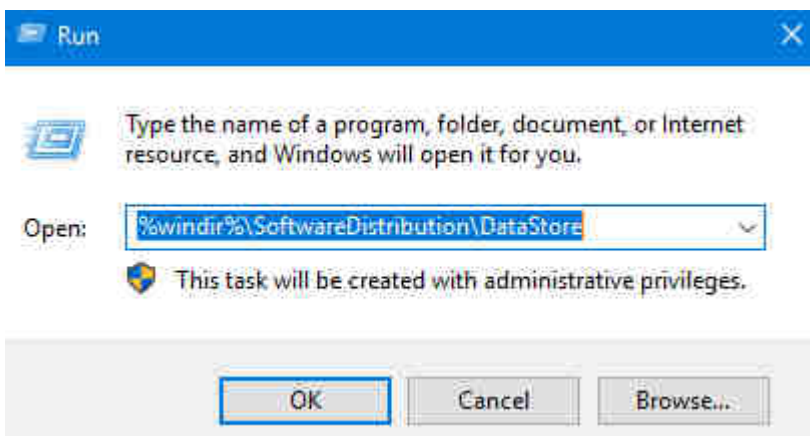 Run
Type the name of a program, folder, document, or Internet
resource, and Windows will open it for you.
Open: %windir%\SoftwareDistribution\DataStore
This task will be created with administrative privileges.
OK Cancel Browse...